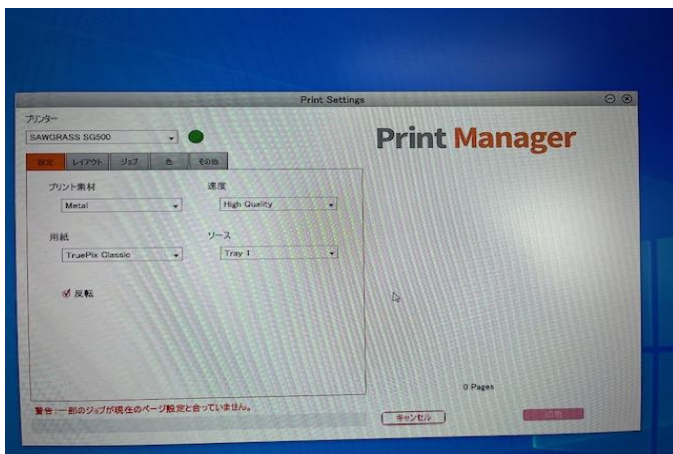 Print Settings
プリンター
SAWGRASS SG500
Print Manager
設定 レイアウト ジョブ 色 その他
プリント素材 速度
Metal High Quality
用紙 ソース
TruePix Classic Tray 1
反転
0 Pages
警告:一部のジョブが現在のページ設定と合っていません。
キャンセル 印刷